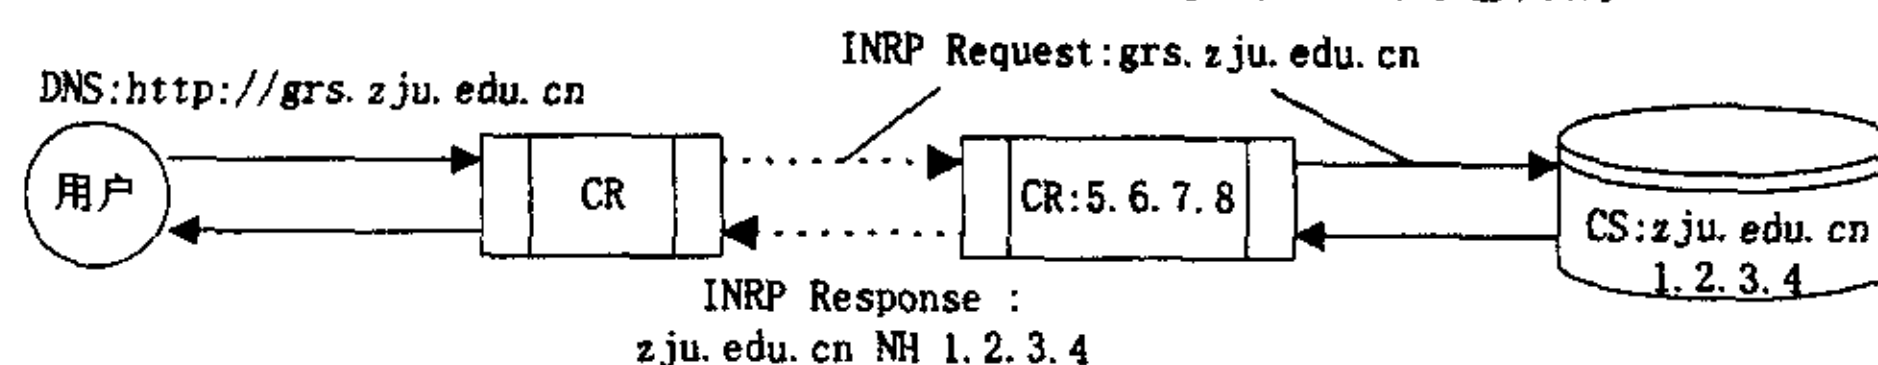 INRP Request:grs.zju.edu.cn
DNS:http://grs.zju.edu.cn
用户
CR
CR:5.6.7.8
CS:zju.edu.cn
1.2.3.4
INRP Response :
zju.edu.cn NH 1.2.3.4